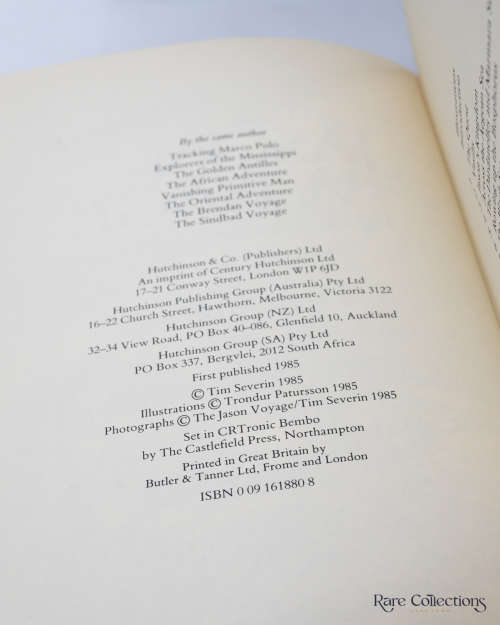 By the same author
Tracking Marco Polo
Explorers of the Mississippi
The Golden Antilles
The African Adventure
Vanishing Primitive Man
The Oriental Adventure
The Brendan Voyage
The Sindbad Voyage
Hutchinson & Co. (Publishers) Ltd
An imprint of Century Hutchinson Ltd
17–21 Conway Street, London W1P 6JD
Hutchinson Publishing Group (Australia) Pty Ltd
16–22 Church Street, Hawthorn, Melbourne, Victoria 3122
Hutchinson Group (NZ) Ltd
32–34 View Road, PO Box 40–086, Glenfield 10, Auckland
Hutchinson Group (SA) Pty Ltd
PO Box 337, Bergvlei, 2012 South Africa
First published 1985
© Tim Severin 1985
Illustrations © Trondur Patursson 1985
Photographs © The Jason Voyage/Tim Severin 1985
Set in CRTronic Bembo
by The Castlefield Press, Northampton
Printed in Great Britain by
Butler & Tanner Ltd, Frome and London
ISBN 0 09 161880 8
Rare Collections